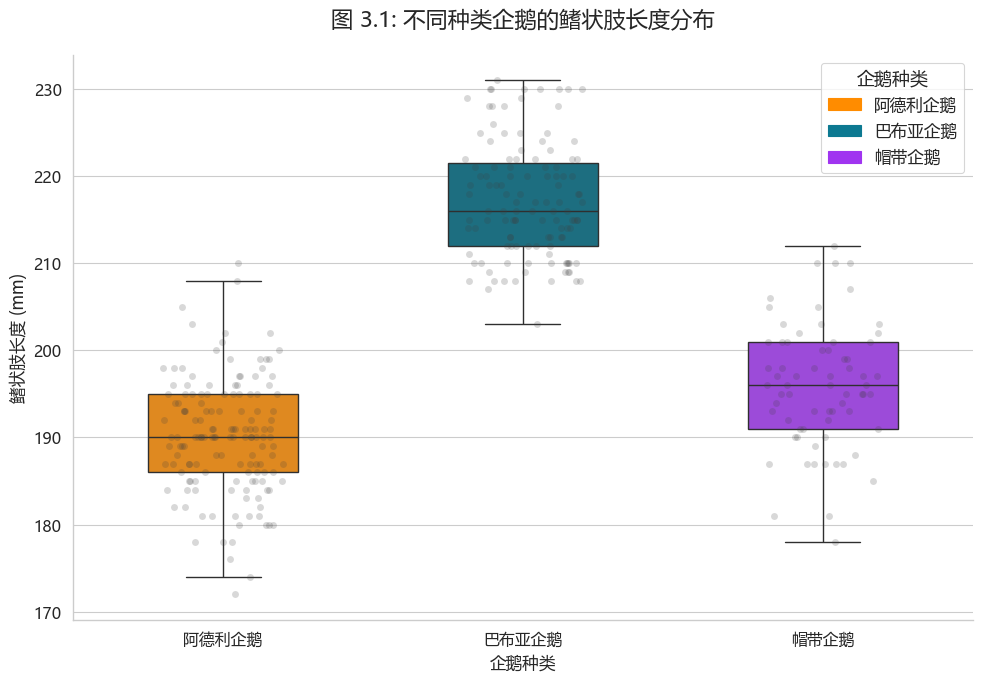 图 3.1: 不同种类企鹅的鳍状肢长度分布
企鹅种类
阿德利企鹅
巴布亚企鹅
帽带企鹅
鳍状肢长度 (mm)
230
220
210
200
190
180
170
阿德利企鹅
巴布亚企鹅
帽带企鹅
企鹅种类